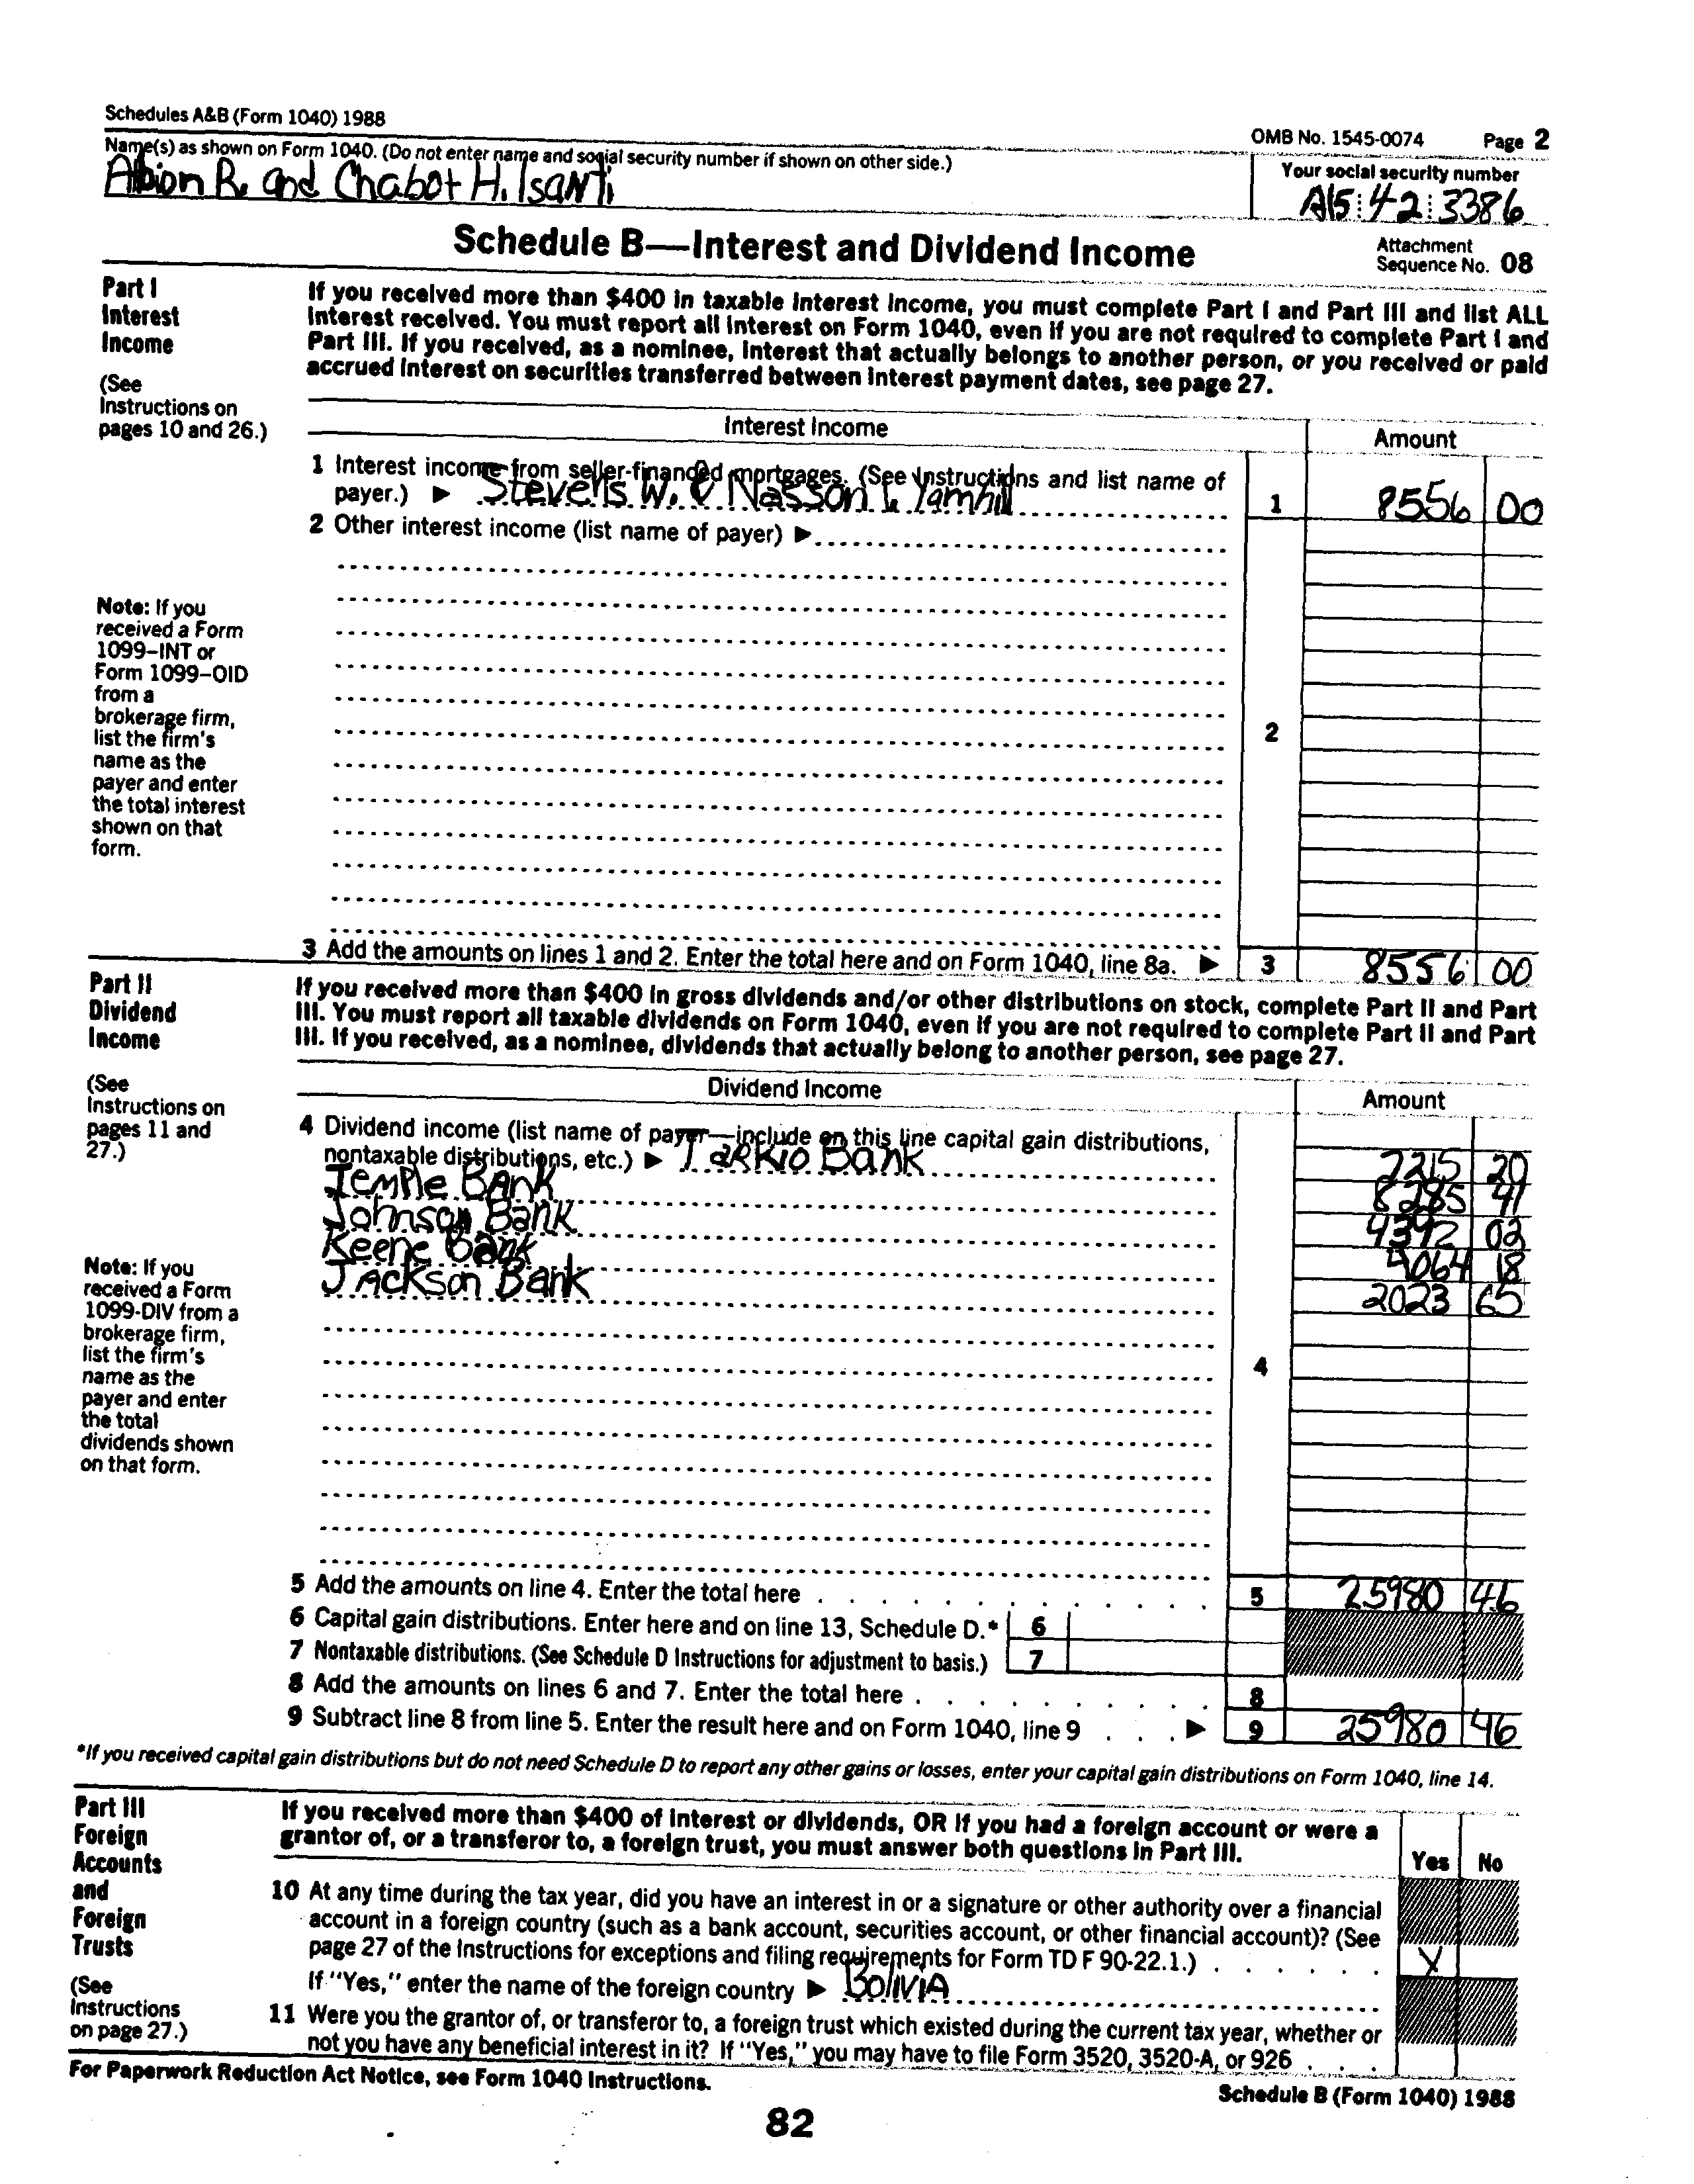 Schedules A&B (Form 1040) 1988
OMB No. 1545-0074 Page 2
Name(s) as shown on Form 1040. (Do not enter name and social security number if shown on other side.)
Your social security number
Albion R. and Chabot H. Isanti
A15 42 3386
Schedule B—Interest and Dividend Income
Attachment
Sequence No. 08
Part I
Interest
Income
(See
Instructions on
pages 10 and 26.)
If you received more than $400 in taxable interest income, you must complete Part I and Part III and list ALL
interest received. You must report all interest on Form 1040, even if you are not required to complete Part I and
Part III. If you received, as a nominee, interest that actually belongs to another person, or you received or paid
accrued interest on securities transferred between interest payment dates, see page 27.
Interest Income
Amount
1 Interest income from seller-financed mortgages. (See Instructions and list name of
payer.) ▶ Stevens W. & Nasson L. Yamhill
1 8556 00
2 Other interest income (list name of payer) ▶
Note: If you
received a Form
1099–INT or
Form 1099–OID
from a
brokerage firm,
list the firm's
name as the
payer and enter
the total interest
shown on that
form.
2
3 Add the amounts on lines 1 and 2. Enter the total here and on Form 1040, line 8a. ▶ 3 8556 00
Part II
Dividend
Income
(See
Instructions on
pages 11 and
27.)
If you received more than $400 in gross dividends and/or other distributions on stock, complete Part II and Part
III. You must report all taxable dividends on Form 1040, even if you are not required to complete Part II and Part
III. If you received, as a nominee, dividends that actually belong to another person, see page 27.
Dividend Income
Amount
4 Dividend income (list name of payer—include on this line capital gain distributions,
nontaxable distributions, etc.) ▶ Tarkio Bank 7215 20
Temple Bank 8285 41
Johnson Bank 4392 02
Keene Bank 4064 18
Jackson Bank 2023 65
Note: If you
received a Form
1099-DIV from a
brokerage firm,
list the firm's
name as the
payer and enter
the total
dividends shown
on that form.
4
5 Add the amounts on line 4. Enter the total here 5 25980 46
6 Capital gain distributions. Enter here and on line 13, Schedule D.* 6
7 Nontaxable distributions. (See Schedule D Instructions for adjustment to basis.) 7
8 Add the amounts on lines 6 and 7. Enter the total here 8
9 Subtract line 8 from line 5. Enter the result here and on Form 1040, line 9 ▶ 9 25980 46
*If you received capital gain distributions but do not need Schedule D to report any other gains or losses, enter your capital gain distributions on Form 1040, line 14.
Part III
Foreign
Accounts
and
Foreign
Trusts
(See
Instructions
on page 27.)
If you received more than $400 of interest or dividends, OR if you had a foreign account or were a
grantor of, or a transferor to, a foreign trust, you must answer both questions in Part III.
Yes No
10 At any time during the tax year, did you have an interest in or a signature or other authority over a financial
account in a foreign country (such as a bank account, securities account, or other financial account)? (See
page 27 of the Instructions for exceptions and filing requirements for Form TD F 90-22.1.) X
If "Yes," enter the name of the foreign country ▶ Bolivia
11 Were you the grantor of, or transferor to, a foreign trust which existed during the current tax year, whether or
not you have any beneficial interest in it? If "Yes," you may have to file Form 3520, 3520-A, or 926
For Paperwork Reduction Act Notice, see Form 1040 Instructions.
Schedule B (Form 1040) 1988
82